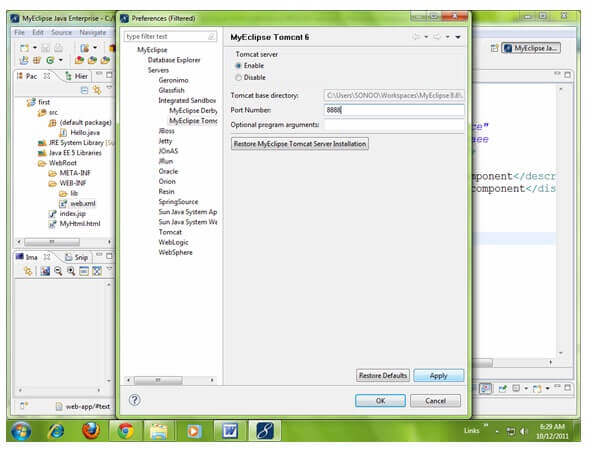 MyEclipse Java Enterprise - C:/
File Edit Source Navigate
Pac Hier
first
src
(default package)
Hello.java
JRE System Library [Su
Java EE 5 Libraries
WebRoot
META-INF
WEB-INF
lib
web.xml
index.jsp
MyHtml.html
Ima Snip
web-app/#text
Preferences (Filtered)
type filter text
MyEclipse
Database Explorer
Servers
Geronimo
Glassfish
Integrated Sandbox
MyEclipse Derby
MyEclipse Tomc
JBoss
Jetty
JOnAS
JRun
Oracle
Orion
Resin
SpringSource
Sun Java System Ap
Sun Java System We
Tomcat
WebLogic
WebSphere
MyEclipse Tomcat 6
Tomcat server
Enable
Disable
Tomcat base directory: C:\Users\SONOO\Workspaces\MyEclipse 8.6\.
Port Number: 8888
Optional program arguments:
Restore MyEclipse Tomcat Server Installation
Restore Defaults Apply
OK Cancel
MyEclipse Ja...
ce"
aee
mponent</descr
component</dis
Links
6:29 AM
10/12/2011